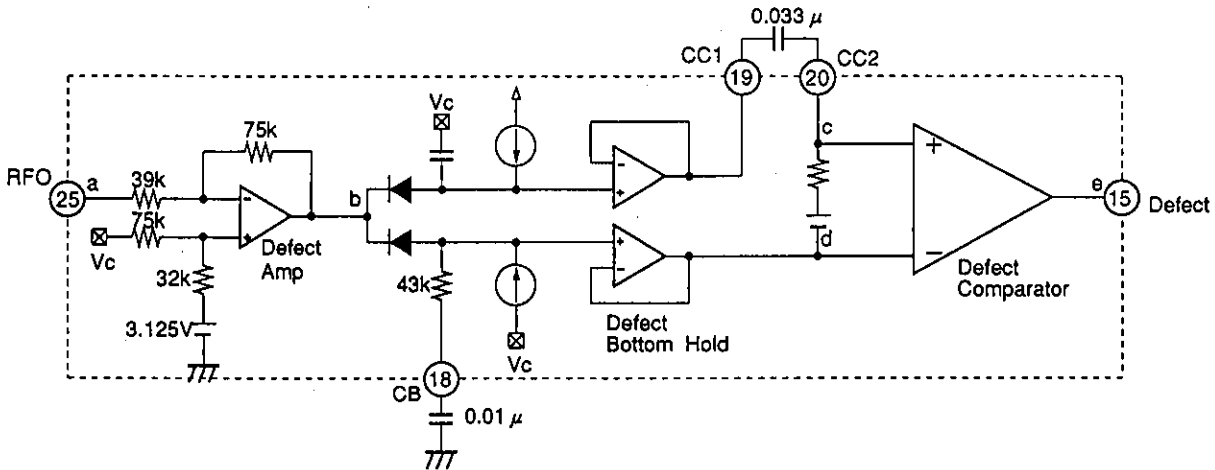 0.033 μ
CC1
19
20
CC2
RFO
25
a
39k
75k
-
+
Defect
Amp
75k
Vc
32k
3.125V
b
Vc
43k
Vc
CB
18
0.01 μ
-
+
+
-
Defect
Bottom Hold
c
d
+
-
Defect
Comparator
e
15
Defect